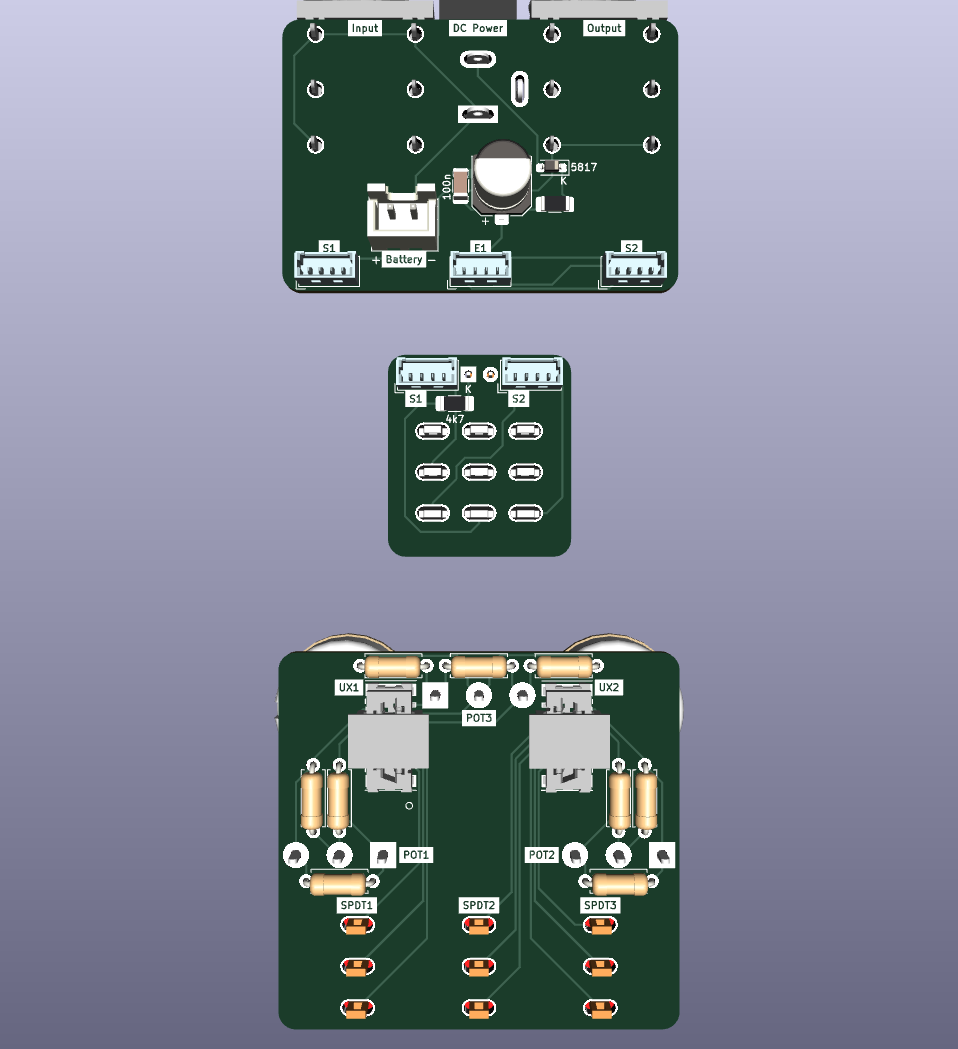 Input
DC Power
Output
5817
K
100n
+
S1
+ Battery -
E1
S2
K
S1
S2
4k7
UX1
UX2
POT3
POT1
POT2
SPDT1
SPDT2
SPDT3